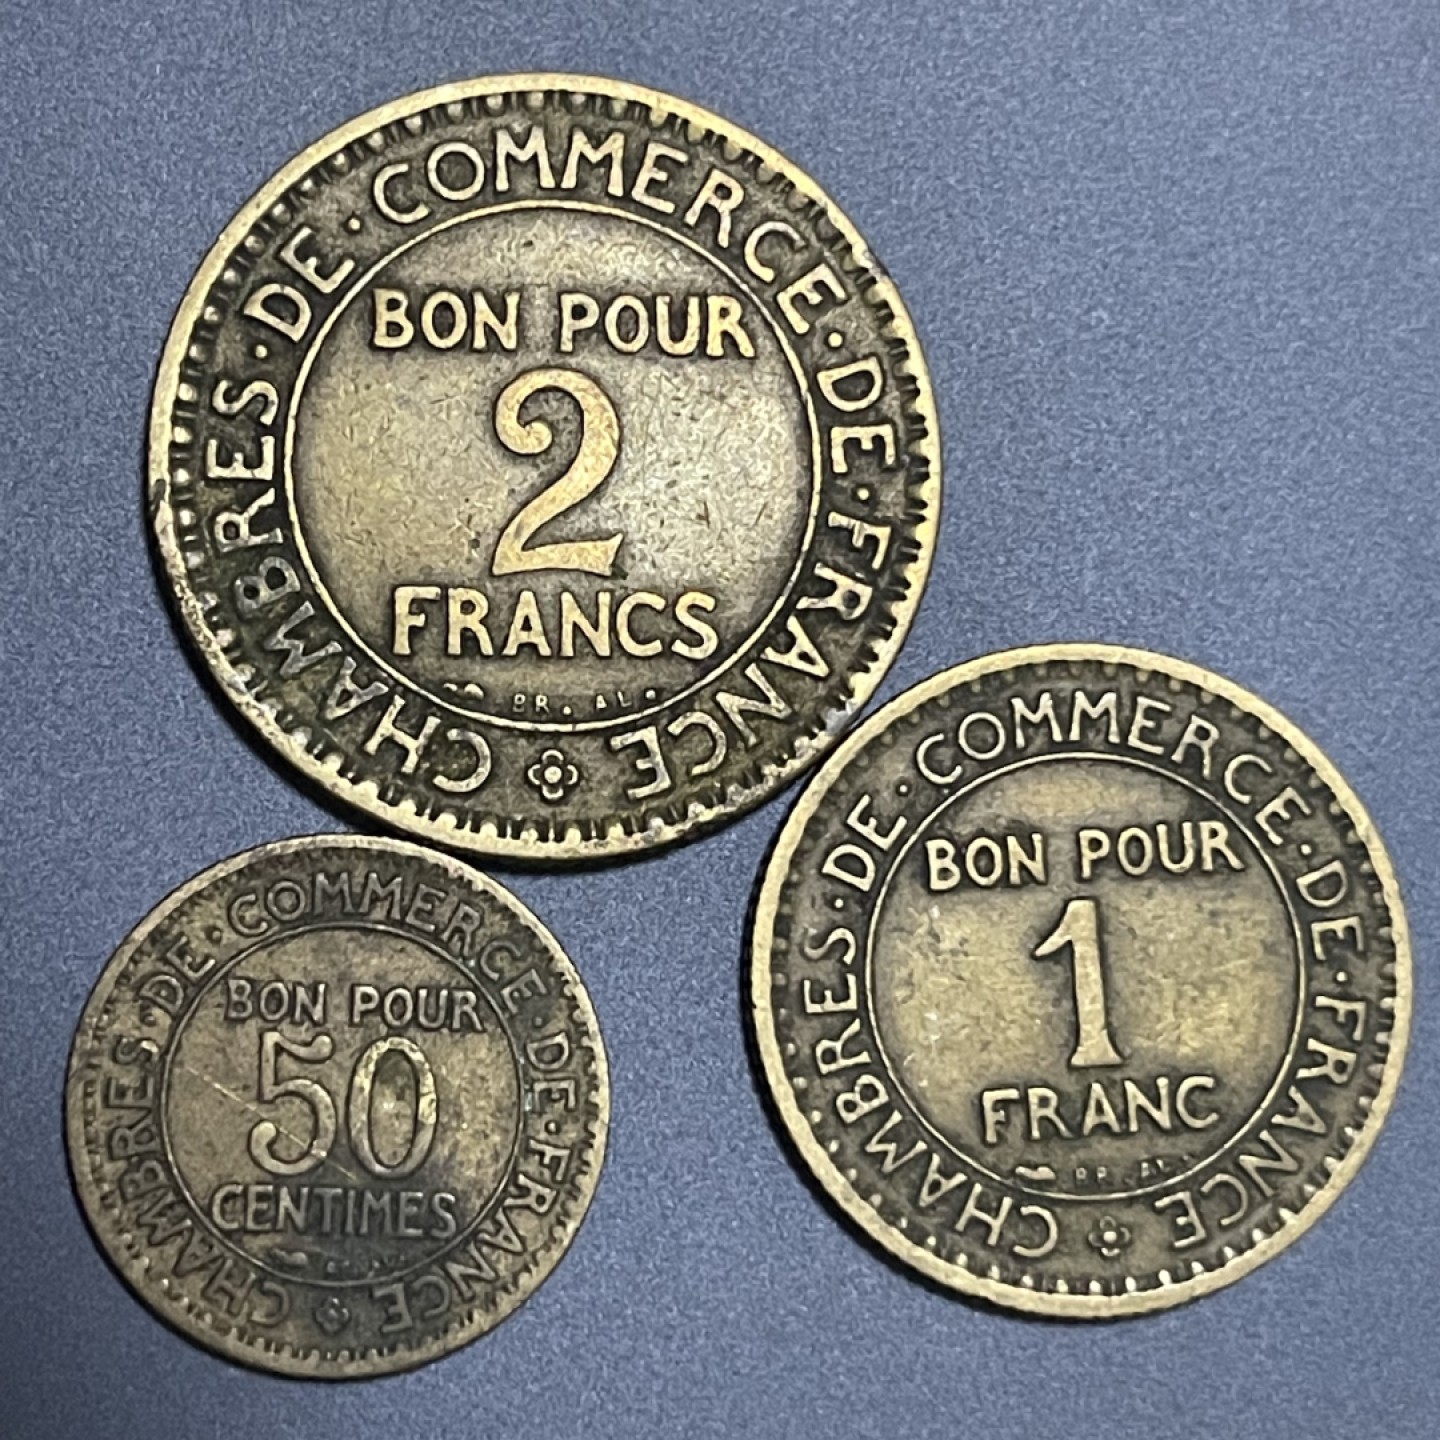 CHAMBRES·DE·COMMERCE·DE·FRANCE
BON POUR
2
FRANCS
BR. AL.
CHAMBRES·DE·COMMERCE·DE·FRANCE
BON POUR
1
FRANC
CHAMBRES·DE·COMMERCE·DE·FRANCE
BON POUR
50
CENTIMES